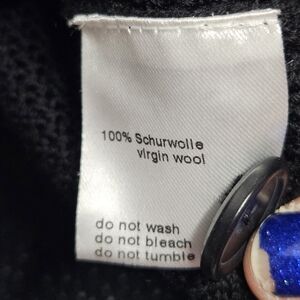 100% Schurwolle
virgin wool
do not wash
do not bleach
do not tumble